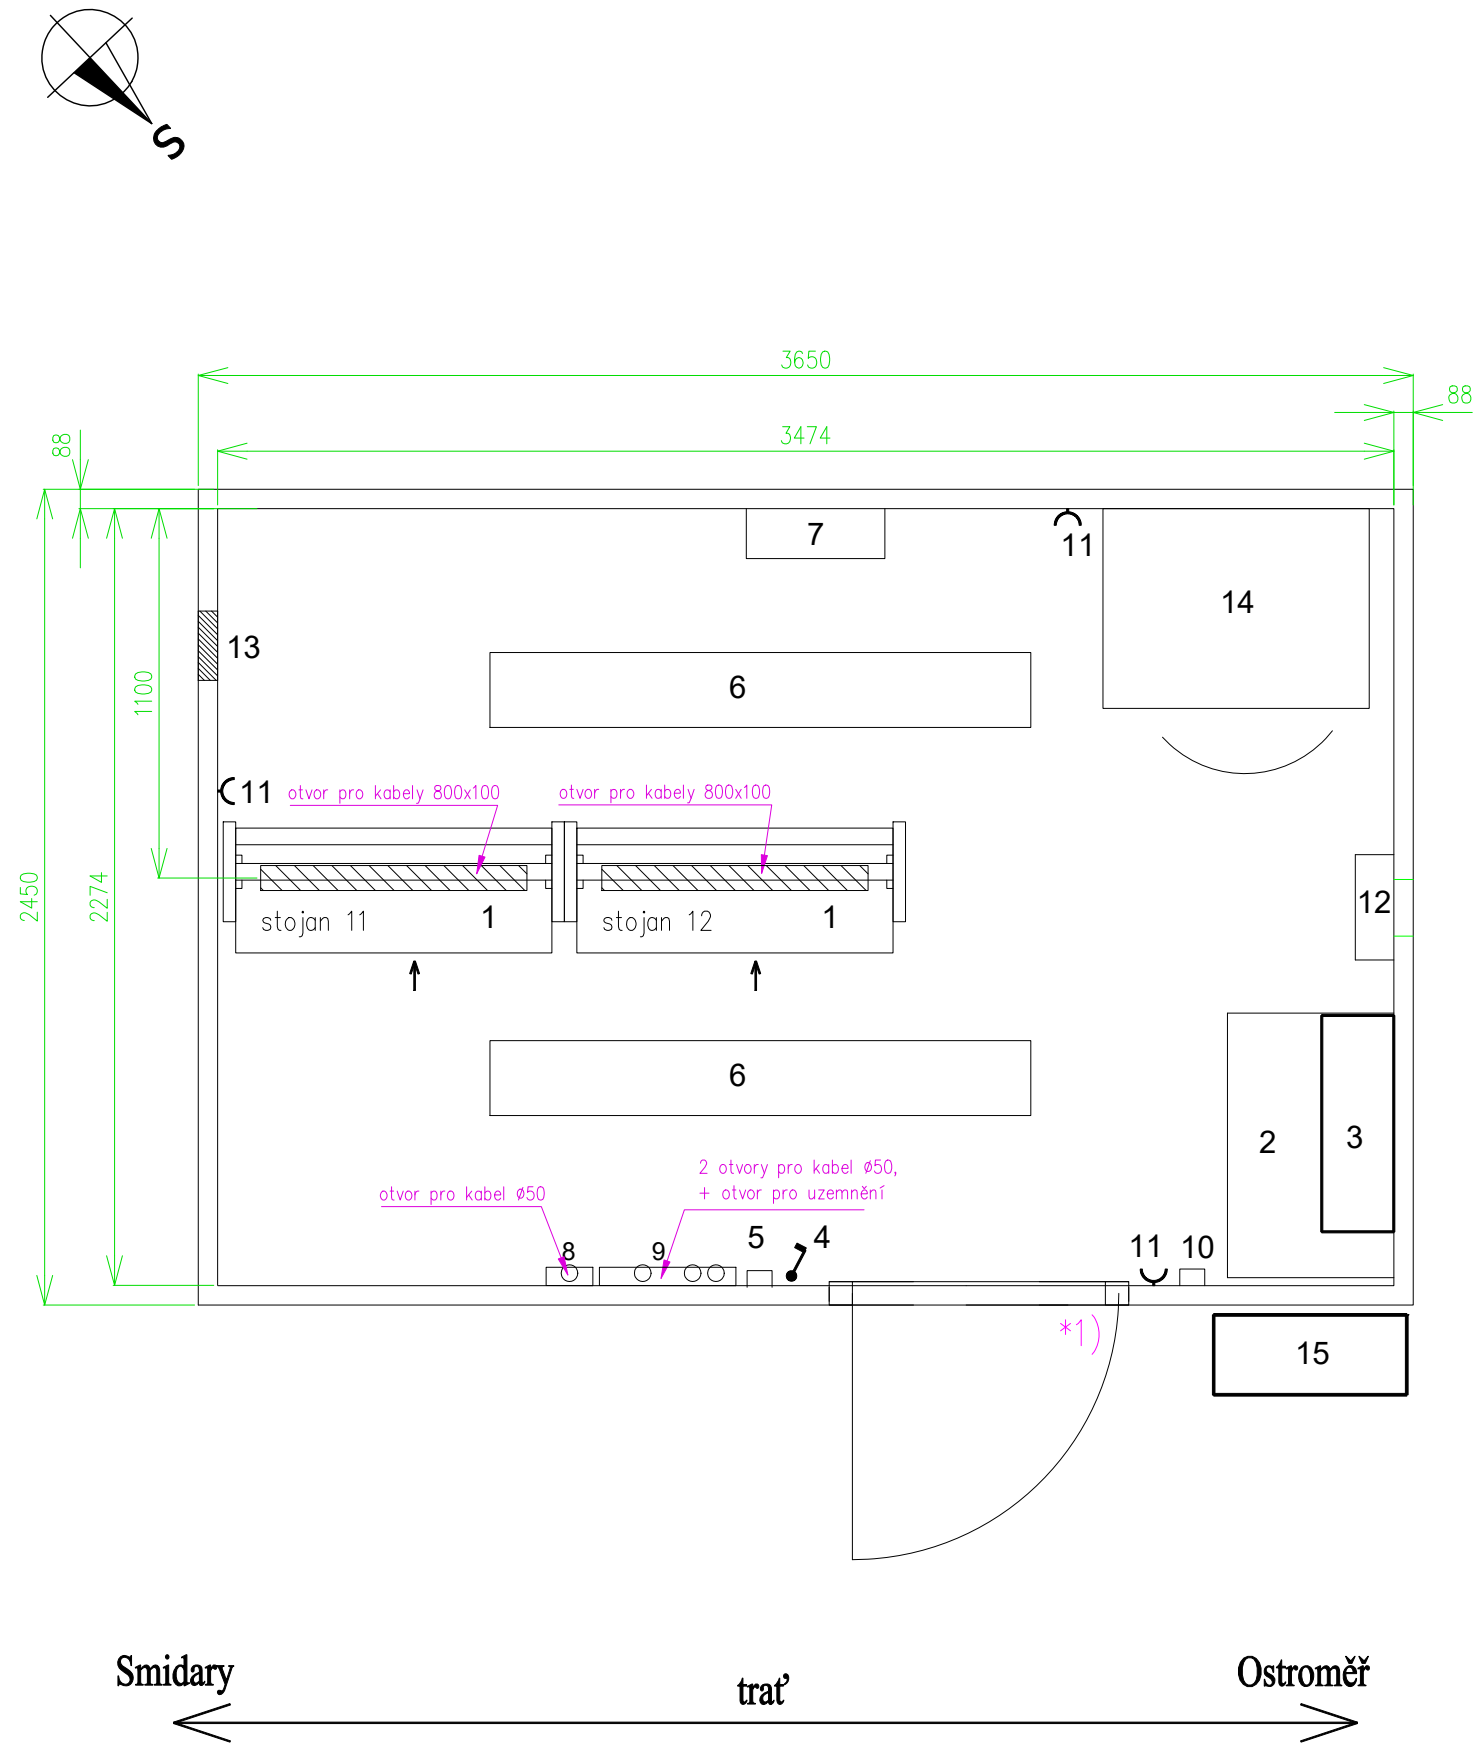 S
3650
88
3474
88
7
11
14
13
6
1100
11
otvor pro kabely 800x100
otvor pro kabely 800x100
2450
2274
12
stojan 11
1
stojan 12
1
6
2
3
2 otvory pro kabel ø50,
+ otvor pro uzemnění
otvor pro kabel ø50
8
9
5
4
11
10
*1)
15
Smidary
trať
Ostroměř